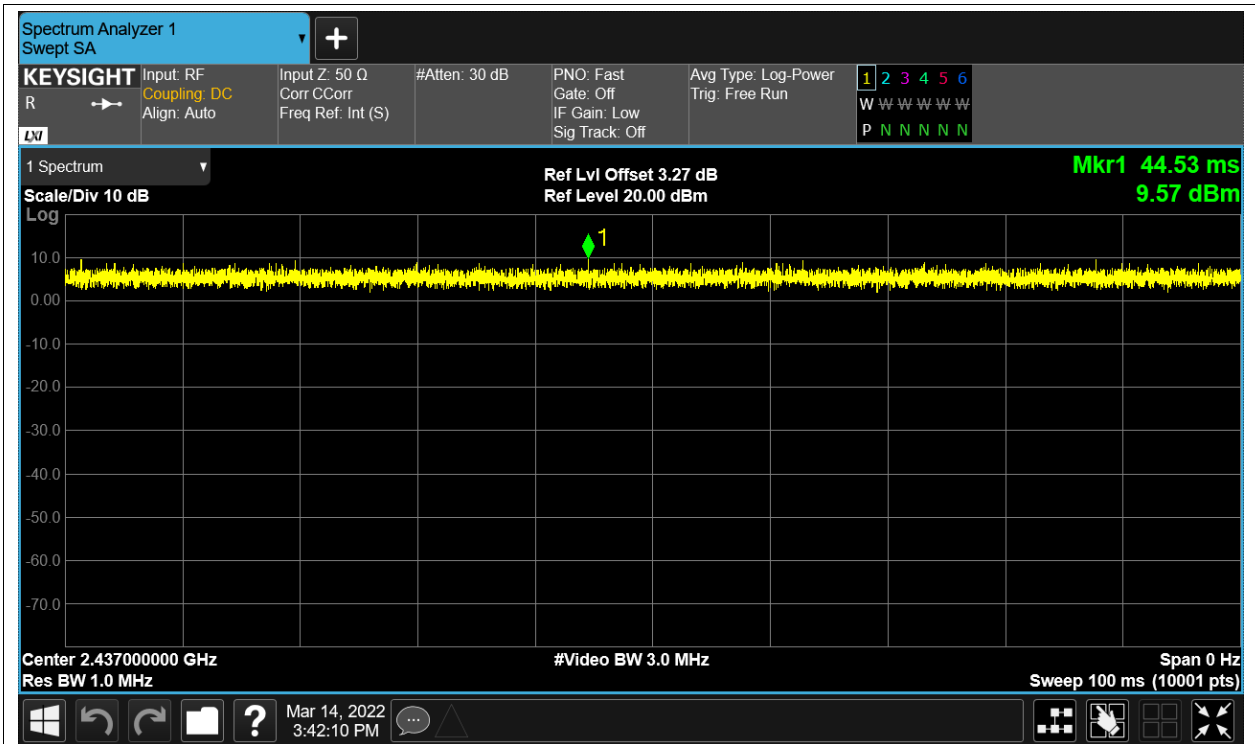 Spectrum Analyzer 1
Swept SA
KEYSIGHT
R
LXI
Input: RF
Coupling: DC
Align: Auto
Input Z: 50 Ω
Corr CCorr
Freq Ref: Int (S)
#Atten: 30 dB
PNO: Fast
Gate: Off
IF Gain: Low
Sig Track: Off
Avg Type: Log-Power
Trig: Free Run
1 2 3 4 5 6
W W W W W W
P N N N N N
1 Spectrum
Scale/Div 10 dB
Log
Ref Lvl Offset 3.27 dB
Ref Level 20.00 dBm
Mkr1 44.53 ms
9.57 dBm
1
10.0
0.00
-10.0
-20.0
-30.0
-40.0
-50.0
-60.0
-70.0
Center 2.437000000 GHz
Res BW 1.0 MHz
#Video BW 3.0 MHz
Span 0 Hz
Sweep 100 ms (10001 pts)
?
Mar 14, 2022
3:42:10 PM